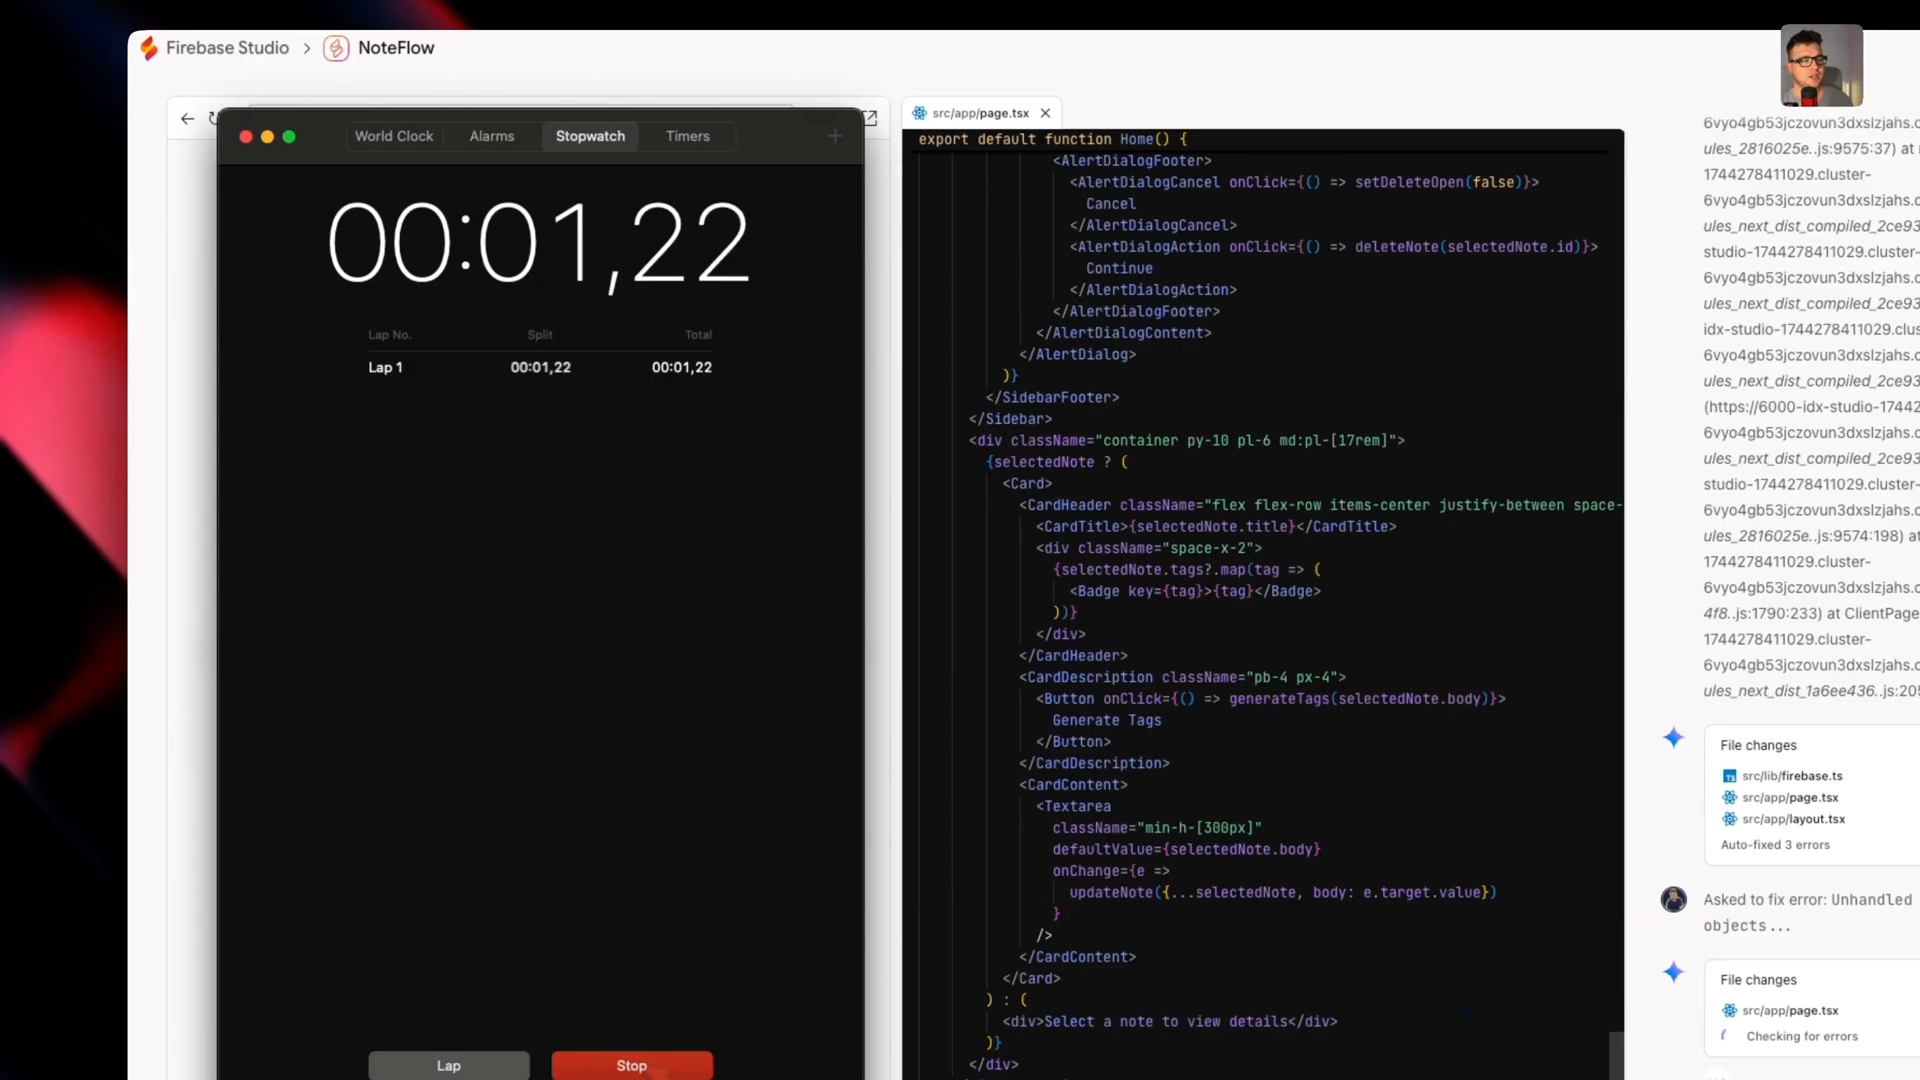 Firebase Studio > NoteFlow
World Clock Alarms Stopwatch Timers
00:01,22
Lap No. Split Total
Lap 1 00:01,22 00:01,22
Lap Stop
src/app/page.tsx
export default function Home() {
<AlertDialogFooter>
<AlertDialogCancel onClick={() => setDeleteOpen(false)}>
Cancel
</AlertDialogCancel>
<AlertDialogAction onClick={() => deleteNote(selectedNote.id)}>
Continue
</AlertDialogAction>
</AlertDialogFooter>
</AlertDialogContent>
</AlertDialog>
)}
</SidebarFooter>
</Sidebar>
<div className="container py-10 pl-6 md:pl-[17rem]">
{selectedNote ? (
<Card>
<CardHeader className="flex flex-row items-center justify-between space-
<CardTitle>{selectedNote.title}</CardTitle>
<div className="space-x-2">
{selectedNote.tags?.map(tag => (
<Badge key={tag}>{tag}</Badge>
))}
</div>
</CardHeader>
<CardDescription className="pb-4 px-4">
<Button onClick={() => generateTags(selectedNote.body)}>
Generate Tags
</Button>
</CardDescription>
<CardContent>
<Textarea
className="min-h-[300px]"
defaultValue={selectedNote.body}
onChange={e =>
updateNote({...selectedNote, body: e.target.value})
}
/>
</CardContent>
</Card>
) : (
<div>Select a note to view details</div>
)}
</div>
6vyo4gb53jczovun3dxslzjahs.c
ules_2816025e..js:9575:37) at
1744278411029.cluster-
6vyo4gb53jczovun3dxslzjahs.c
ules_next_dist_compiled_2ce93
studio-1744278411029.cluster-
6vyo4gb53jczovun3dxslzjahs.c
ules_next_dist_compiled_2ce93
idx-studio-1744278411029.clus
6vyo4gb53jczovun3dxslzjahs.c
ules_next_dist_compiled_2ce93
(https://6000-idx-studio-17442
6vyo4gb53jczovun3dxslzjahs.c
ules_next_dist_compiled_2ce93
studio-1744278411029.cluster-
6vyo4gb53jczovun3dxslzjahs.c
ules_2816025e..js:9574:198) at
1744278411029.cluster-
6vyo4gb53jczovun3dxslzjahs.c
4f8..js:1790:233) at ClientPage
1744278411029.cluster-
6vyo4gb53jczovun3dxslzjahs.c
ules_next_dist_1a6ee436..js:205
File changes
src/lib/firebase.ts
src/app/page.tsx
src/app/layout.tsx
Auto-fixed 3 errors
Asked to fix error: Unhandled
objects...
File changes
src/app/page.tsx
Checking for errors